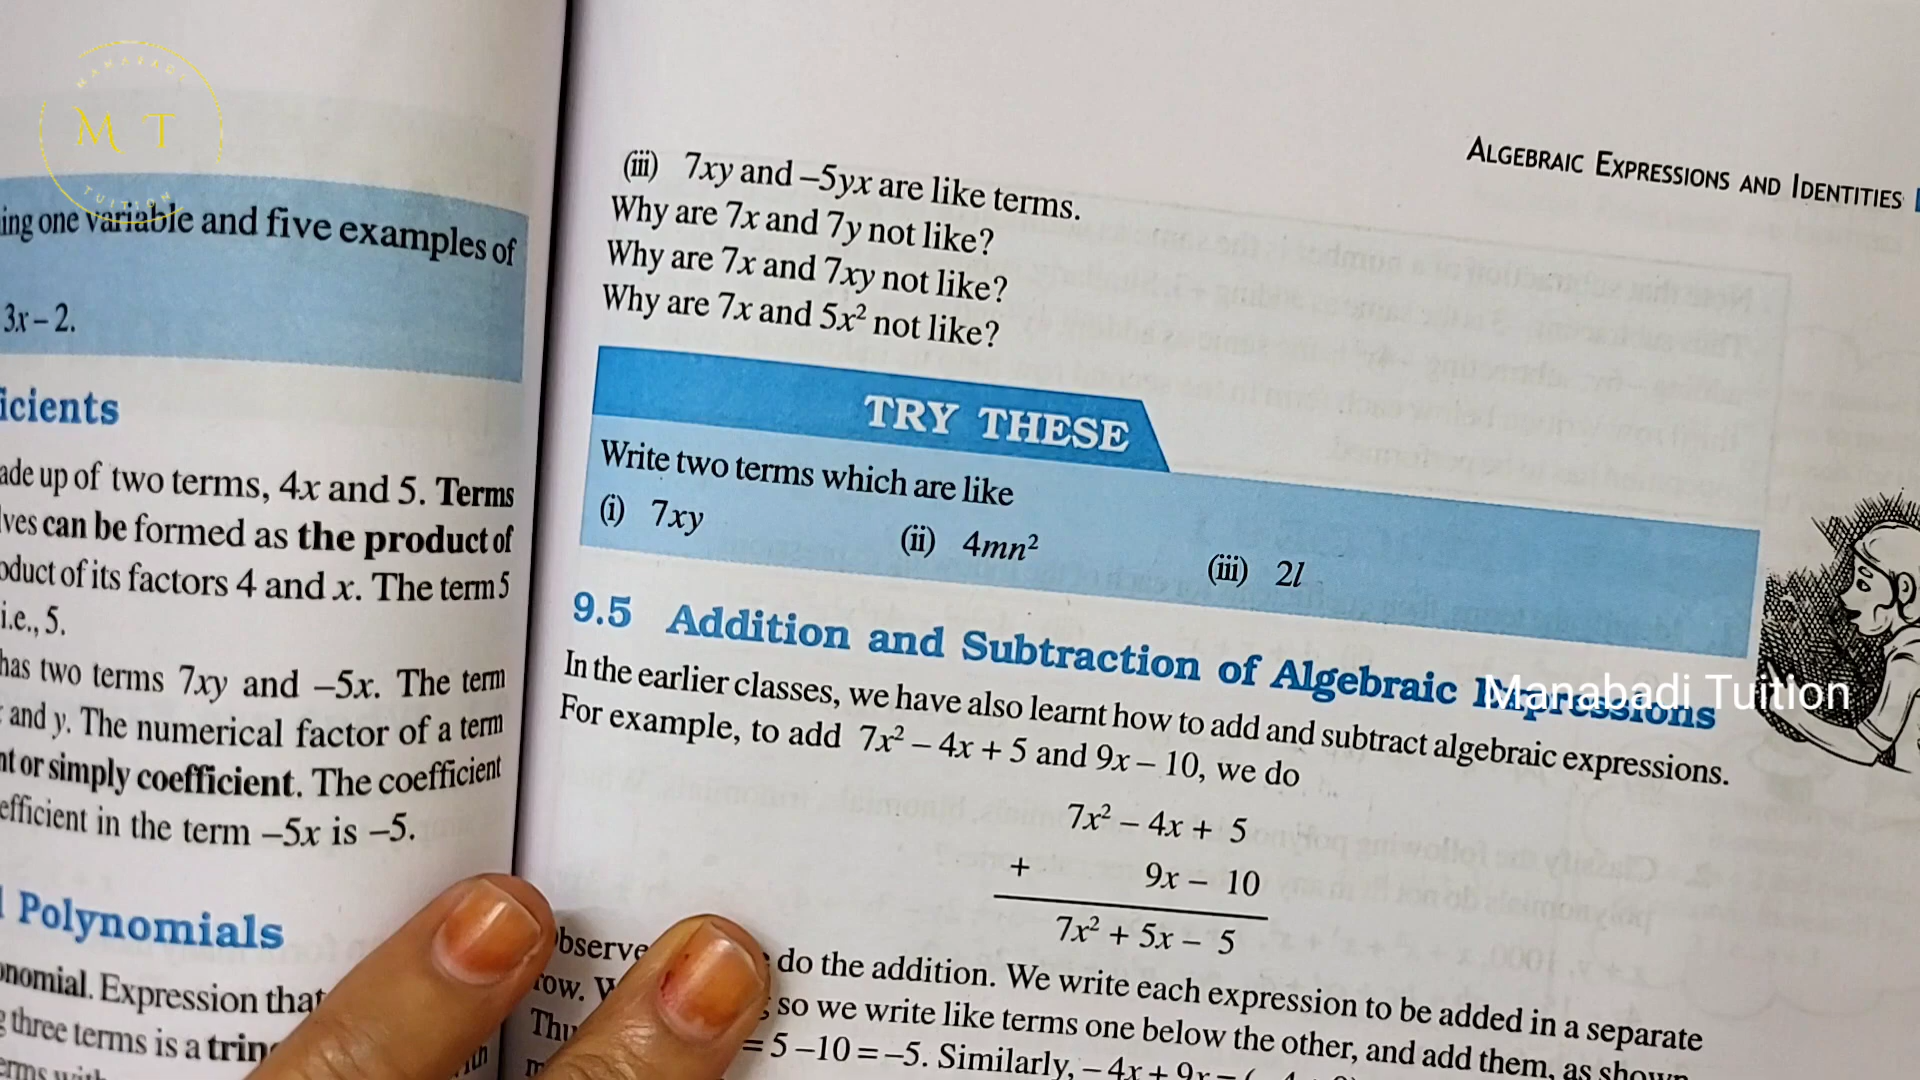 MANABADI
M T
TUITION
ing one variable and five examples of
3x – 2.
icients
ade up of two terms, 4x and 5. Terms
lves can be formed as the product of
oduct of its factors 4 and x. The term 5
i.e., 5.
has two terms 7xy and –5x. The term
and y. The numerical factor of a term
nt or simply coefficient. The coefficient
efficient in the term –5x is –5.
Polynomials
nomial. Expression that
three terms is a trin
erms with
ALGEBRAIC EXPRESSIONS AND IDENTITIES
(iii) 7xy and –5yx are like terms.
Why are 7x and 7y not like?
Why are 7x and 7xy not like?
Why are 7x and 5x² not like?
TRY THESE
Write two terms which are like
(i) 7xy (ii) 4mn² (iii) 2l
9.5 Addition and Subtraction of Algebraic Expressions
Manabadi Tuition
In the earlier classes, we have also learnt how to add and subtract algebraic expressions.
For example, to add 7x² – 4x + 5 and 9x – 10, we do
7x² – 4x + 5
+ 9x – 10
7x² + 5x – 5
bserve do the addition. We write each expression to be added in a separate
row. W so we write like terms one below the other, and add them, as shown
Thu = 5 –10 = –5. Similarly, – 4x + 9x = (